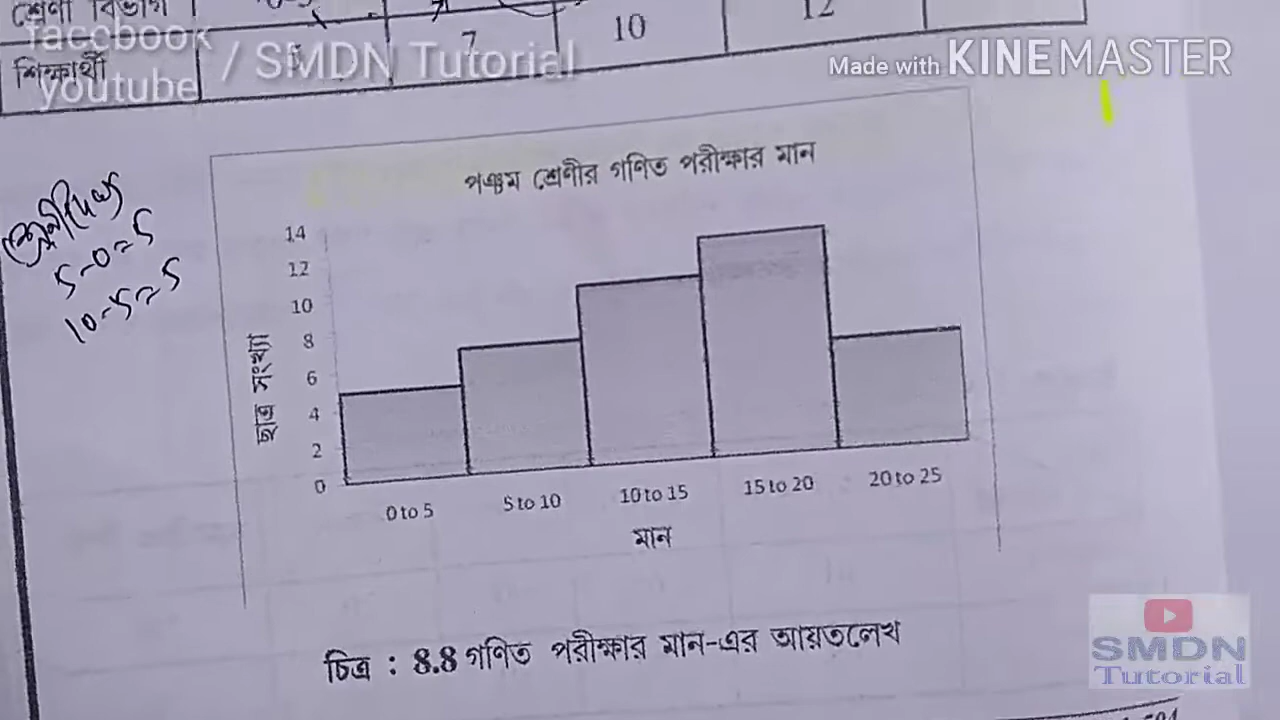 শ্রেণী বিভাগ
facebook
youtube
/ SMDN Tutorial
শিক্ষার্থী 5 7 10 12
Made with KINEMASTER
পঞ্চম শ্রেণীর গণিত পরীক্ষার মান
শ্রেণীদৈর্ঘ্য
5-0=5
10-5=5
ছাত্র সংখ্যা
14
12
10
8
6
4
2
0
0 to 5 5 to 10 10 to 15 15 to 20 20 to 25
মান
চিত্র : 8.8 গণিত পরীক্ষার মান-এর আয়তলেখ
SMDN
Tutorial